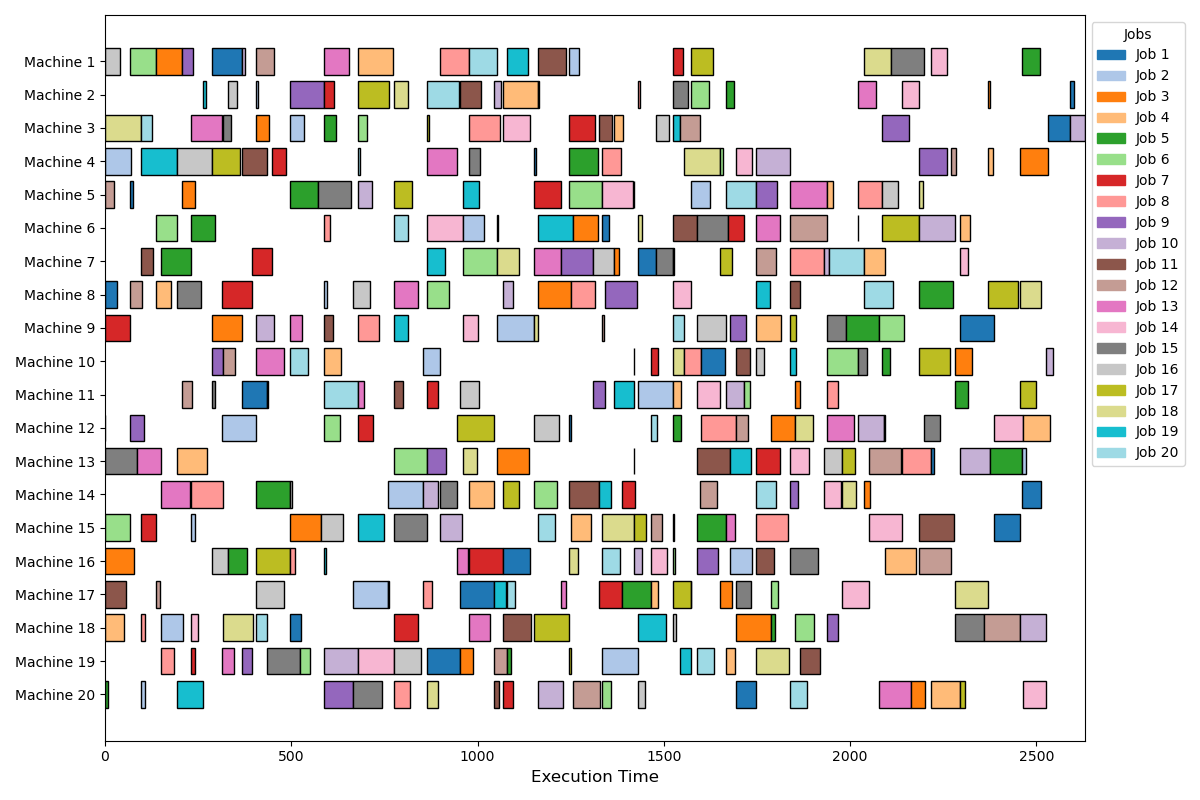 Machine 1
Machine 2
Machine 3
Machine 4
Machine 5
Machine 6
Machine 7
Machine 8
Machine 9
Machine 10
Machine 11
Machine 12
Machine 13
Machine 14
Machine 15
Machine 16
Machine 17
Machine 18
Machine 19
Machine 20
0 500 1000 1500 2000 2500
Execution Time
Jobs
Job 1
Job 2
Job 3
Job 4
Job 5
Job 6
Job 7
Job 8
Job 9
Job 10
Job 11
Job 12
Job 13
Job 14
Job 15
Job 16
Job 17
Job 18
Job 19
Job 20